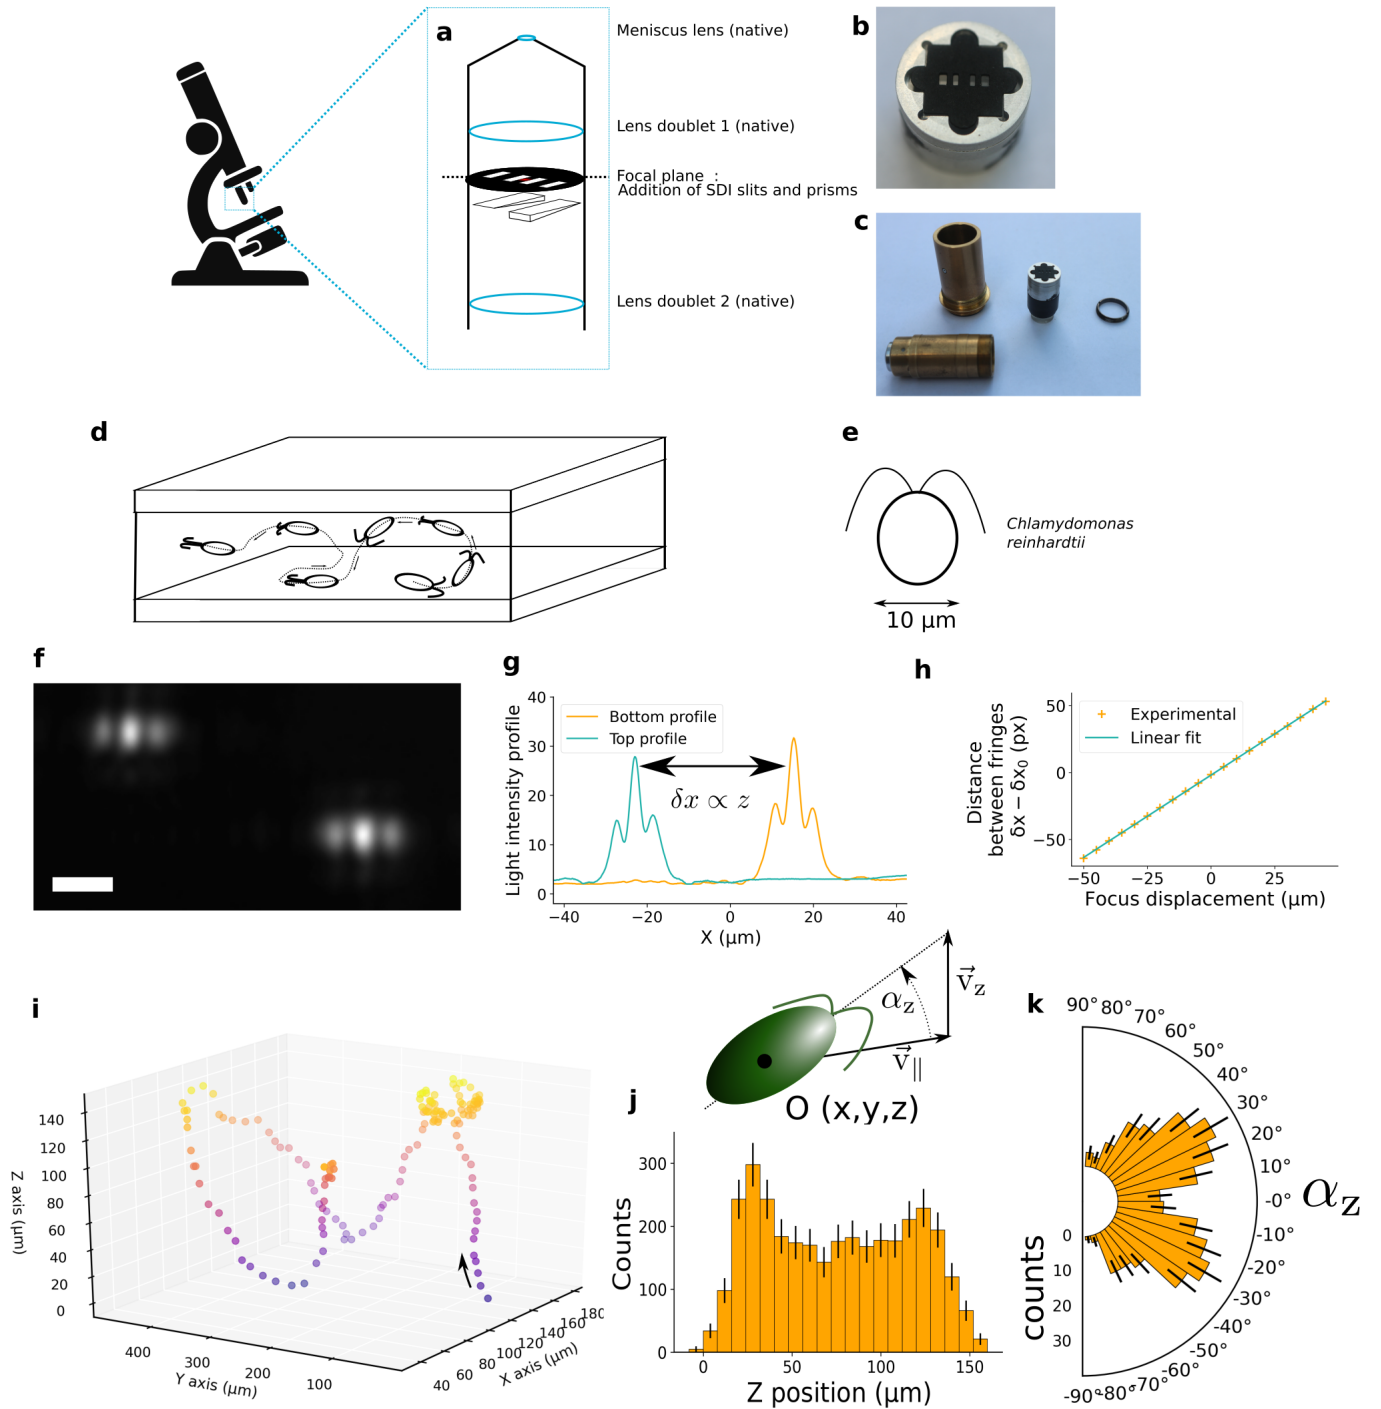 a
Meniscus lens (native)
Lens doublet 1 (native)
Focal plane :
Addition of SDI slits and prisms
Lens doublet 2 (native)
b
c
d
e
Chlamydomonas
reinhardtii
10 µm
f
g
Light intensity profile
40
30
20
10
0
Bottom profile
Top profile
δx ∝ z
−40
−20
0
20
40
X (µm)
h
Distance
between fringes
δx − δx₀ (px)
50
0
−50
Experimental
Linear fit
−50
−25
0
25
Focus displacement (µm)
i
Z axis (µm)
140
120
100
80
60
40
20
0
400
300
200
100
Y axis (µm)
40
60
80
100
120
140
160
180
X axis (µm)
αz
v⃗z
v⃗||
O (x,y,z)
j
Counts
300
200
100
0
0
50
100
150
Z position (µm)
k
90°
80°
70°
60°
50°
40°
30°
20°
10°
-0°
-10°
-20°
-30°
-40°
-50°
-60°
-70°
-80°
-90°
αz
counts
0
10
20
30